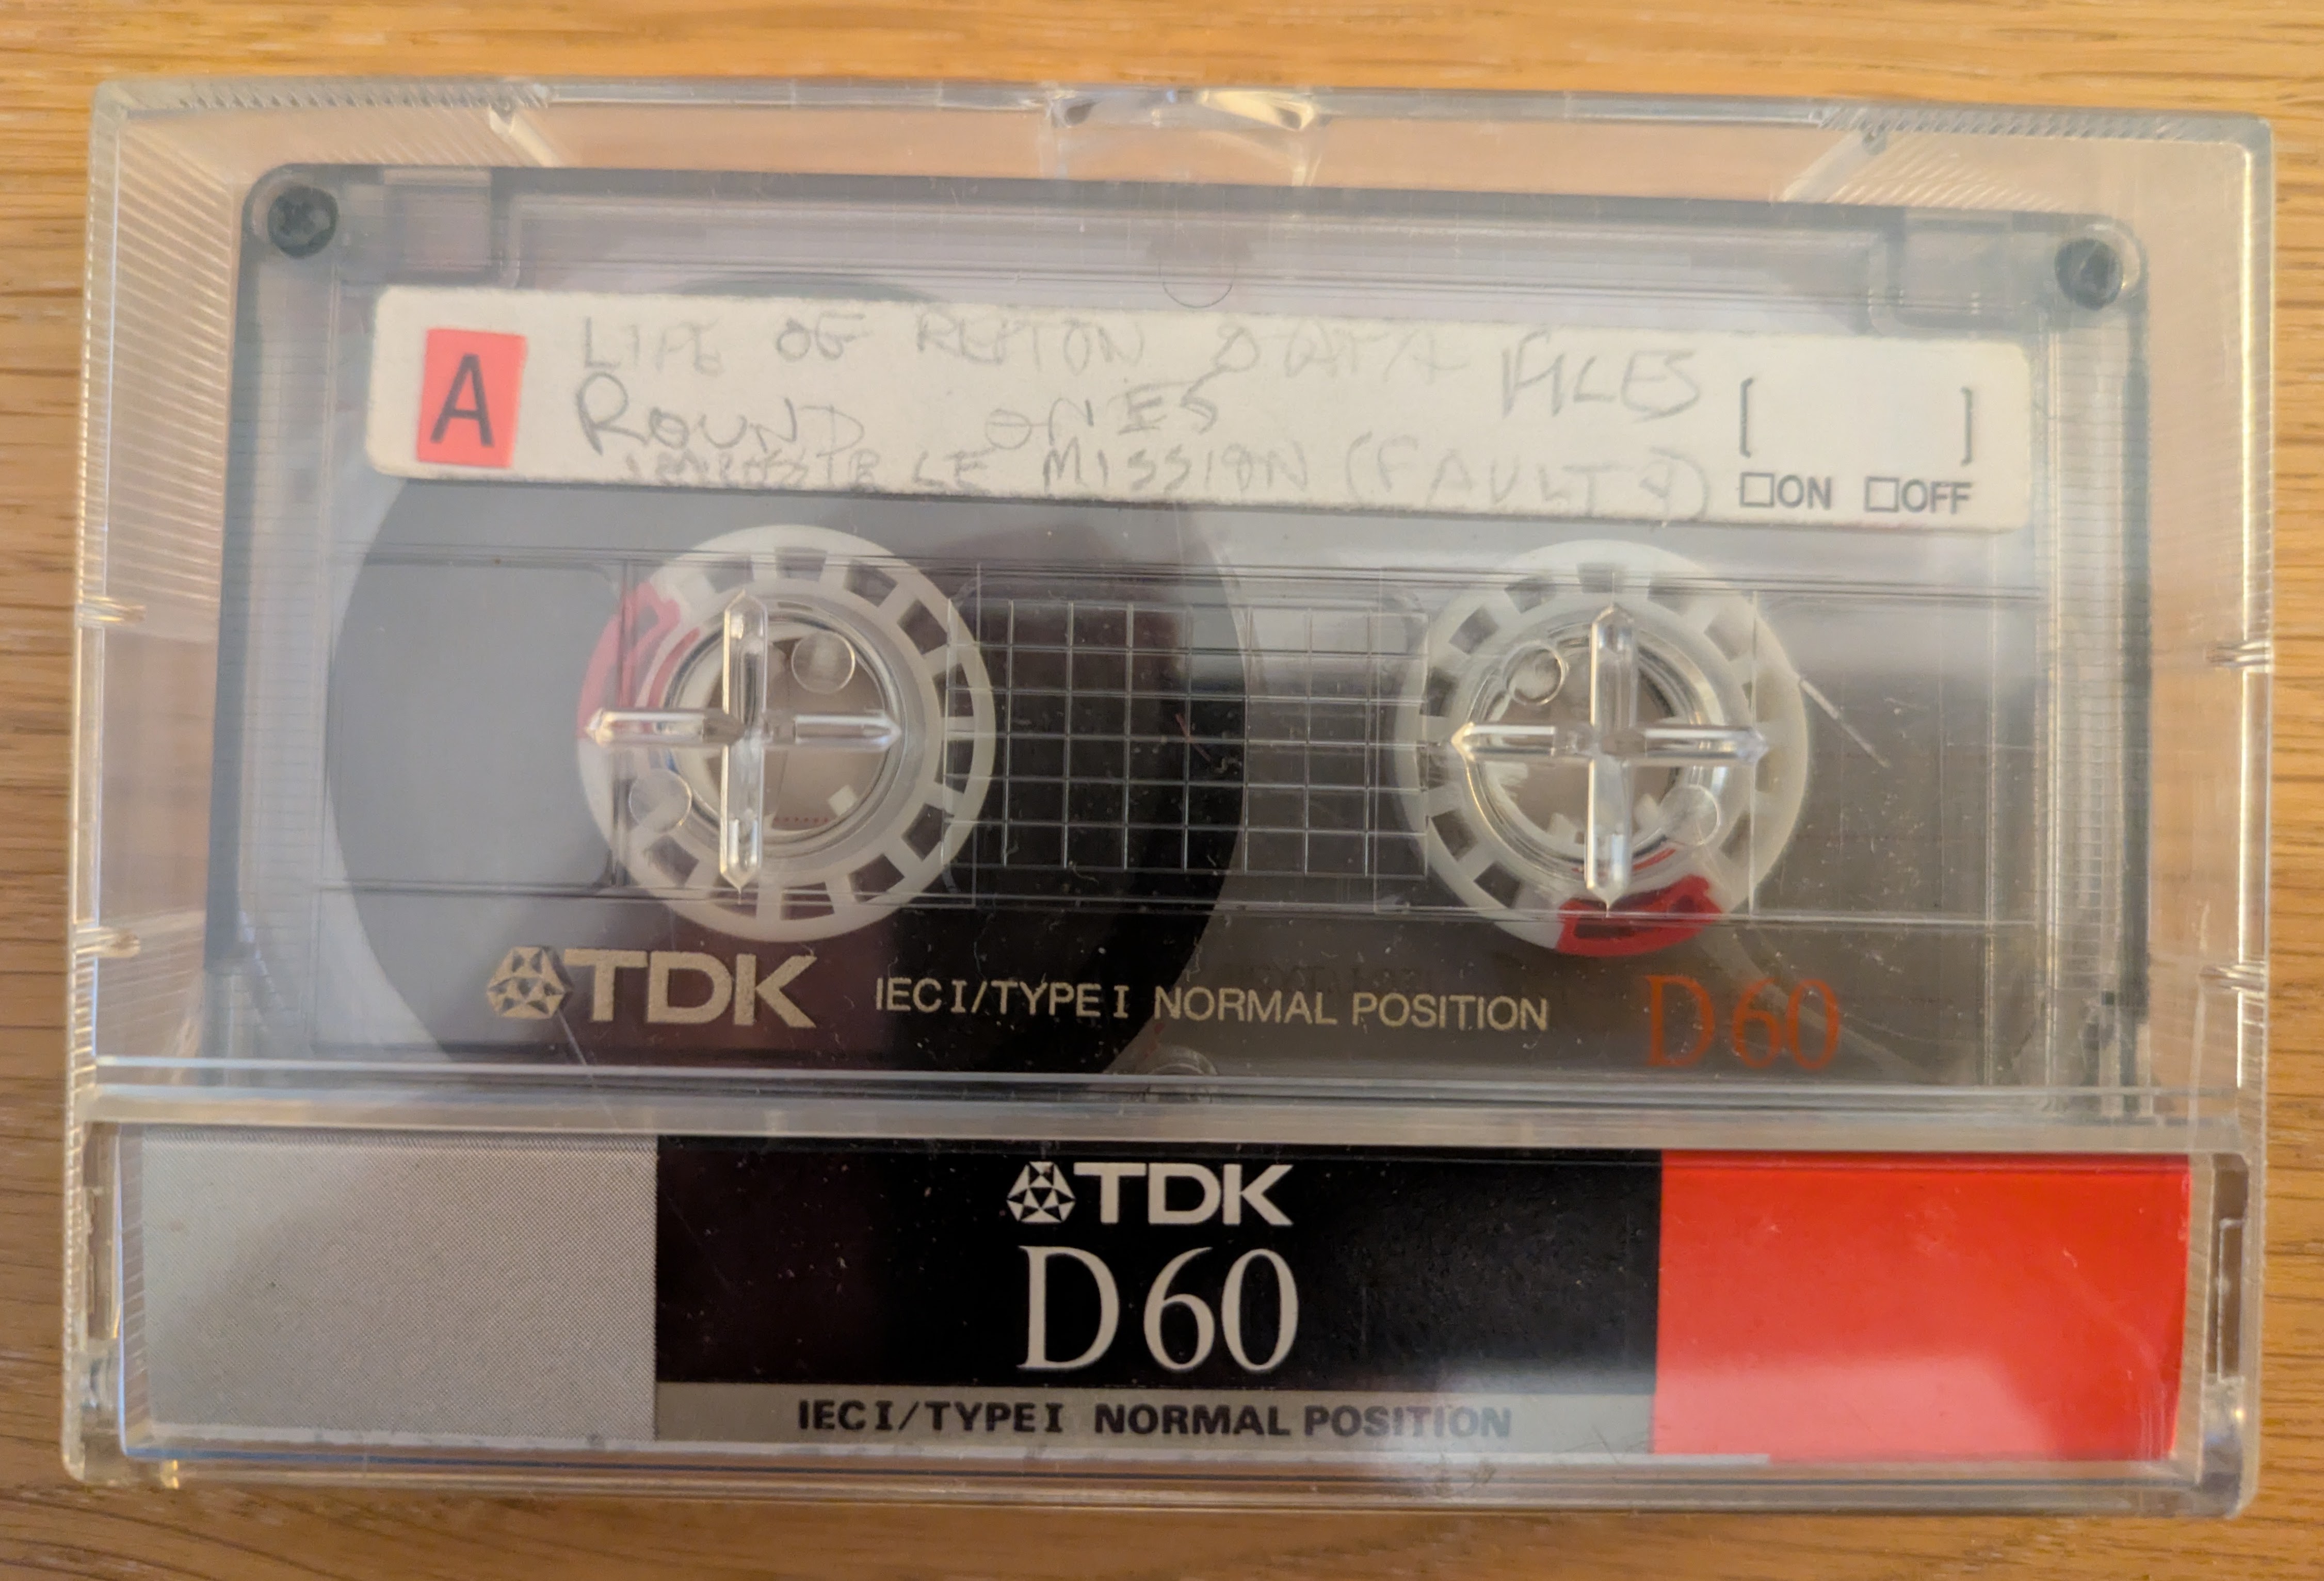 A
LIFE OF REPTON DATA FILES
ROUND ONES
IMPOSSIBLE MISSION (FAULTY)
[ ]
☐ON ☐OFF
TDK IEC I/TYPE I NORMAL POSITION D60
TDK
D60
IEC I/TYPE I NORMAL POSITION